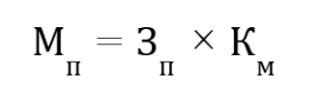 Мп = Зп × Км